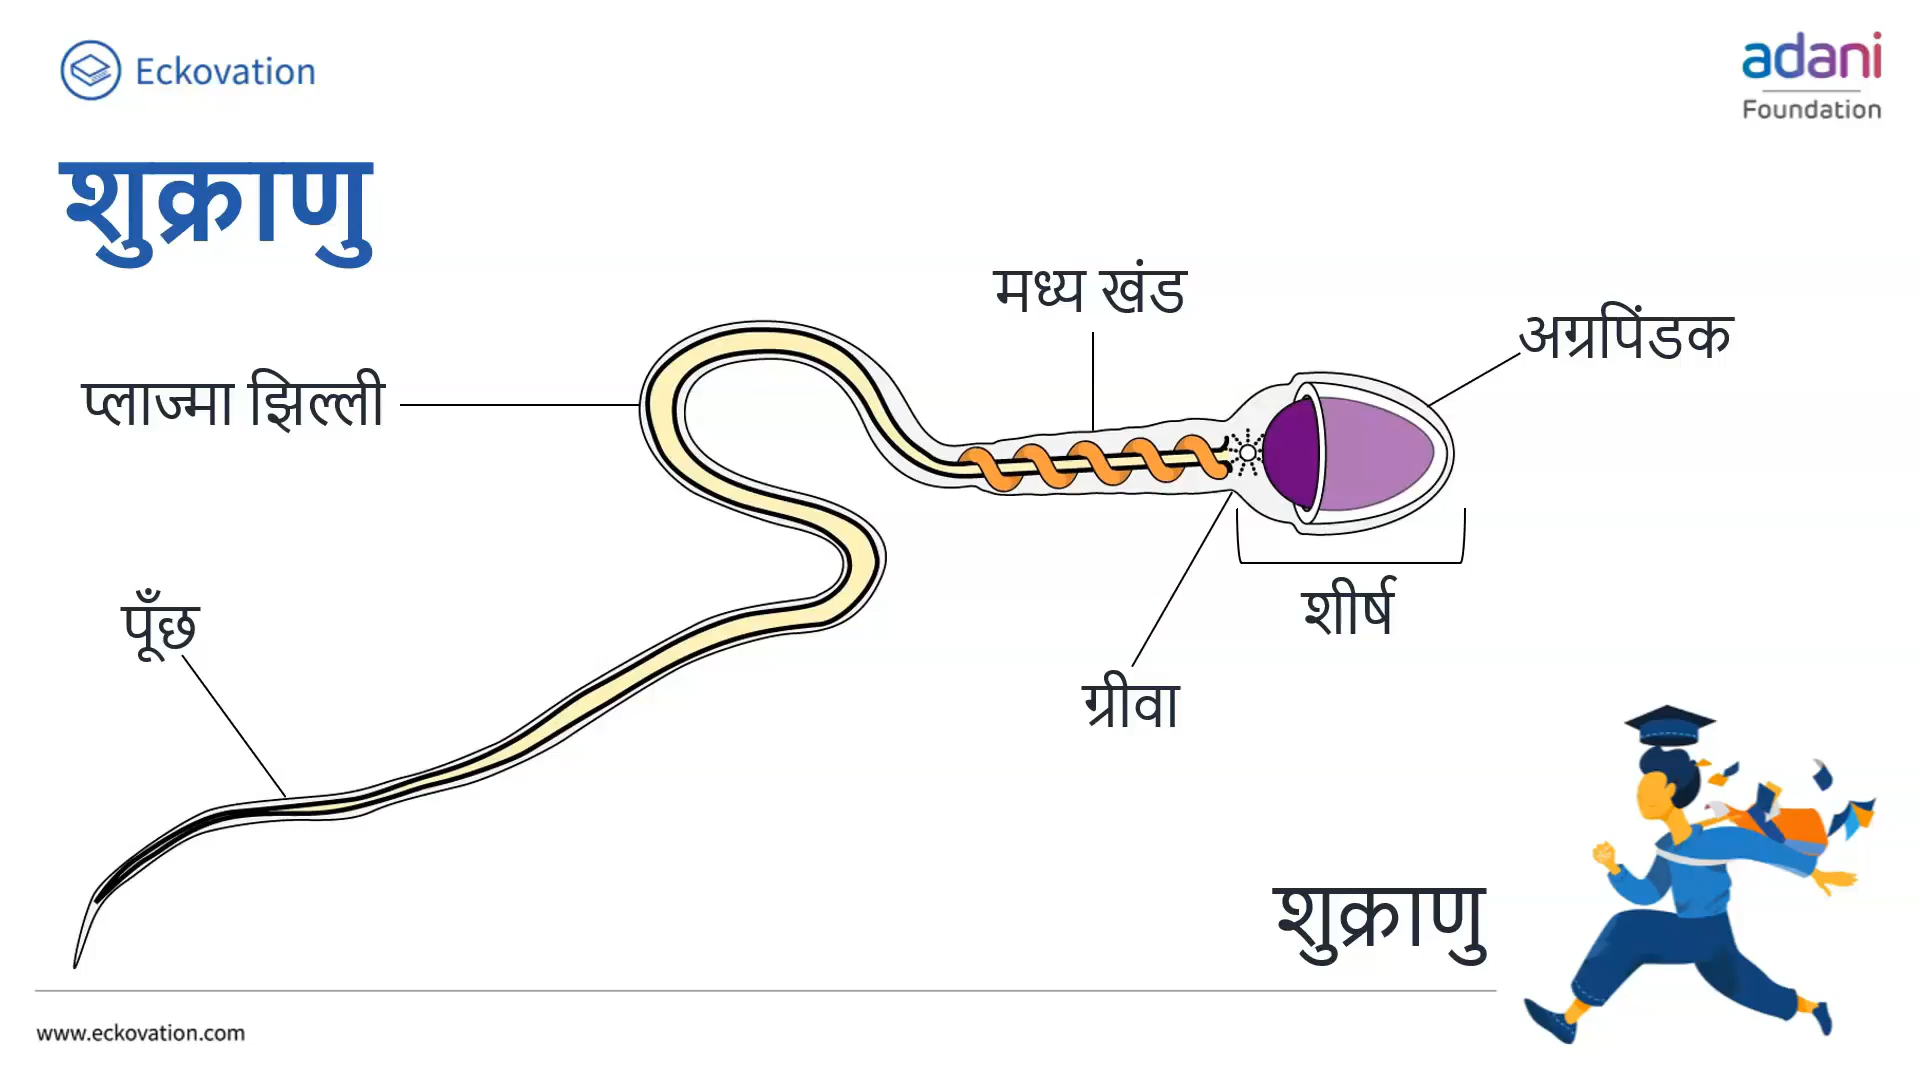 Eckovation
adani
Foundation
शुक्राणु
मध्य खंड
अग्रपिंडक
प्लाज्मा झिल्ली
पूँछ
शीर्ष
ग्रीवा
शुक्राणु
www.eckovation.com